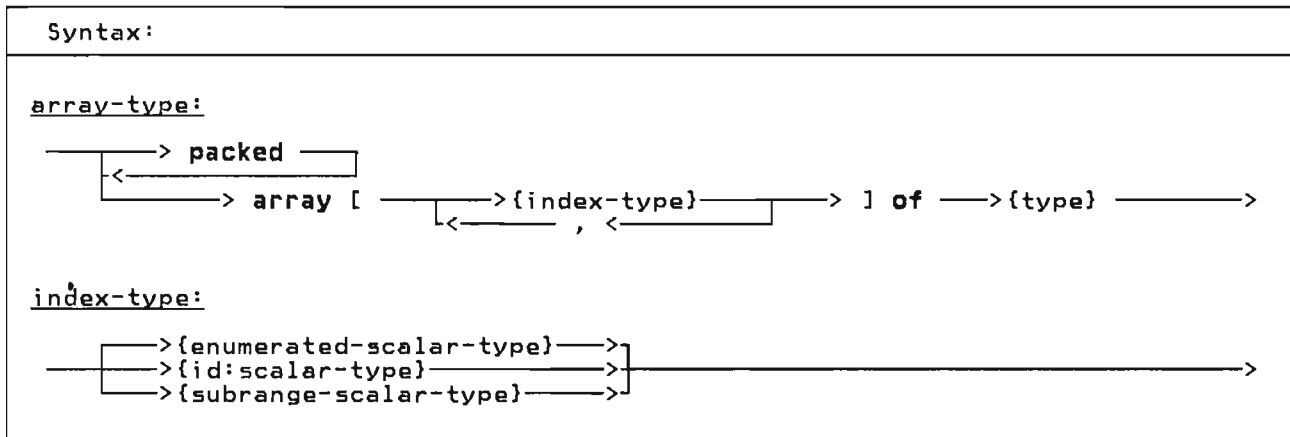 Syntax:
array-type:
> packed
<
> array [ >{index-type} > ] of >{type} >
< , <
index-type:
>{enumerated-scalar-type} >
>{id:scalar-type} > >
>{subrange-scalar-type} >